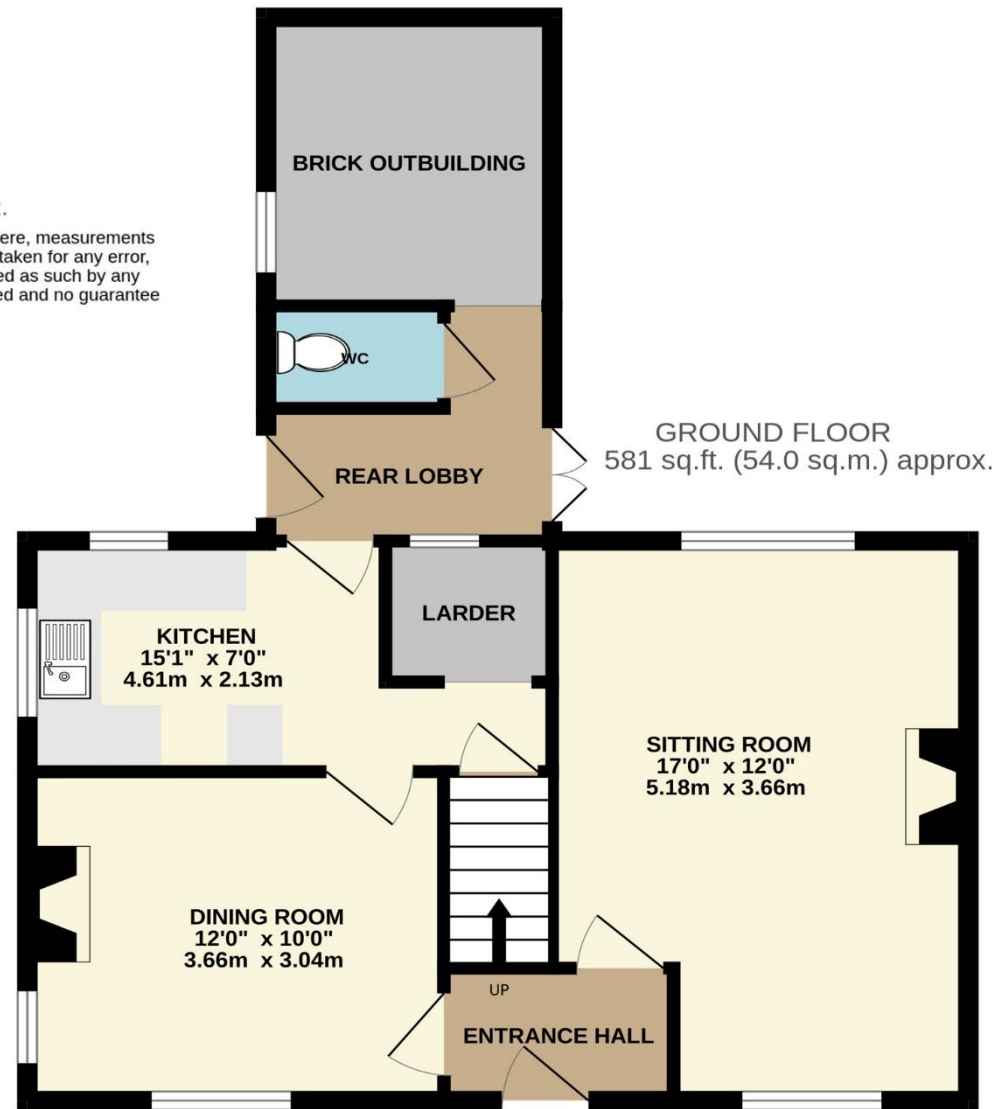 BRICK OUTBUILDING
ere, measurements
taken for any error,
ed as such by any
ed and no guarantee
WC
GROUND FLOOR
581 sq.ft. (54.0 sq.m.) approx.
REAR LOBBY
LARDER
KITCHEN
15'1" x 7'0"
4.61m x 2.13m
SITTING ROOM
17'0" x 12'0"
5.18m x 3.66m
DINING ROOM
12'0" x 10'0"
3.66m x 3.04m
UP
ENTRANCE HALL